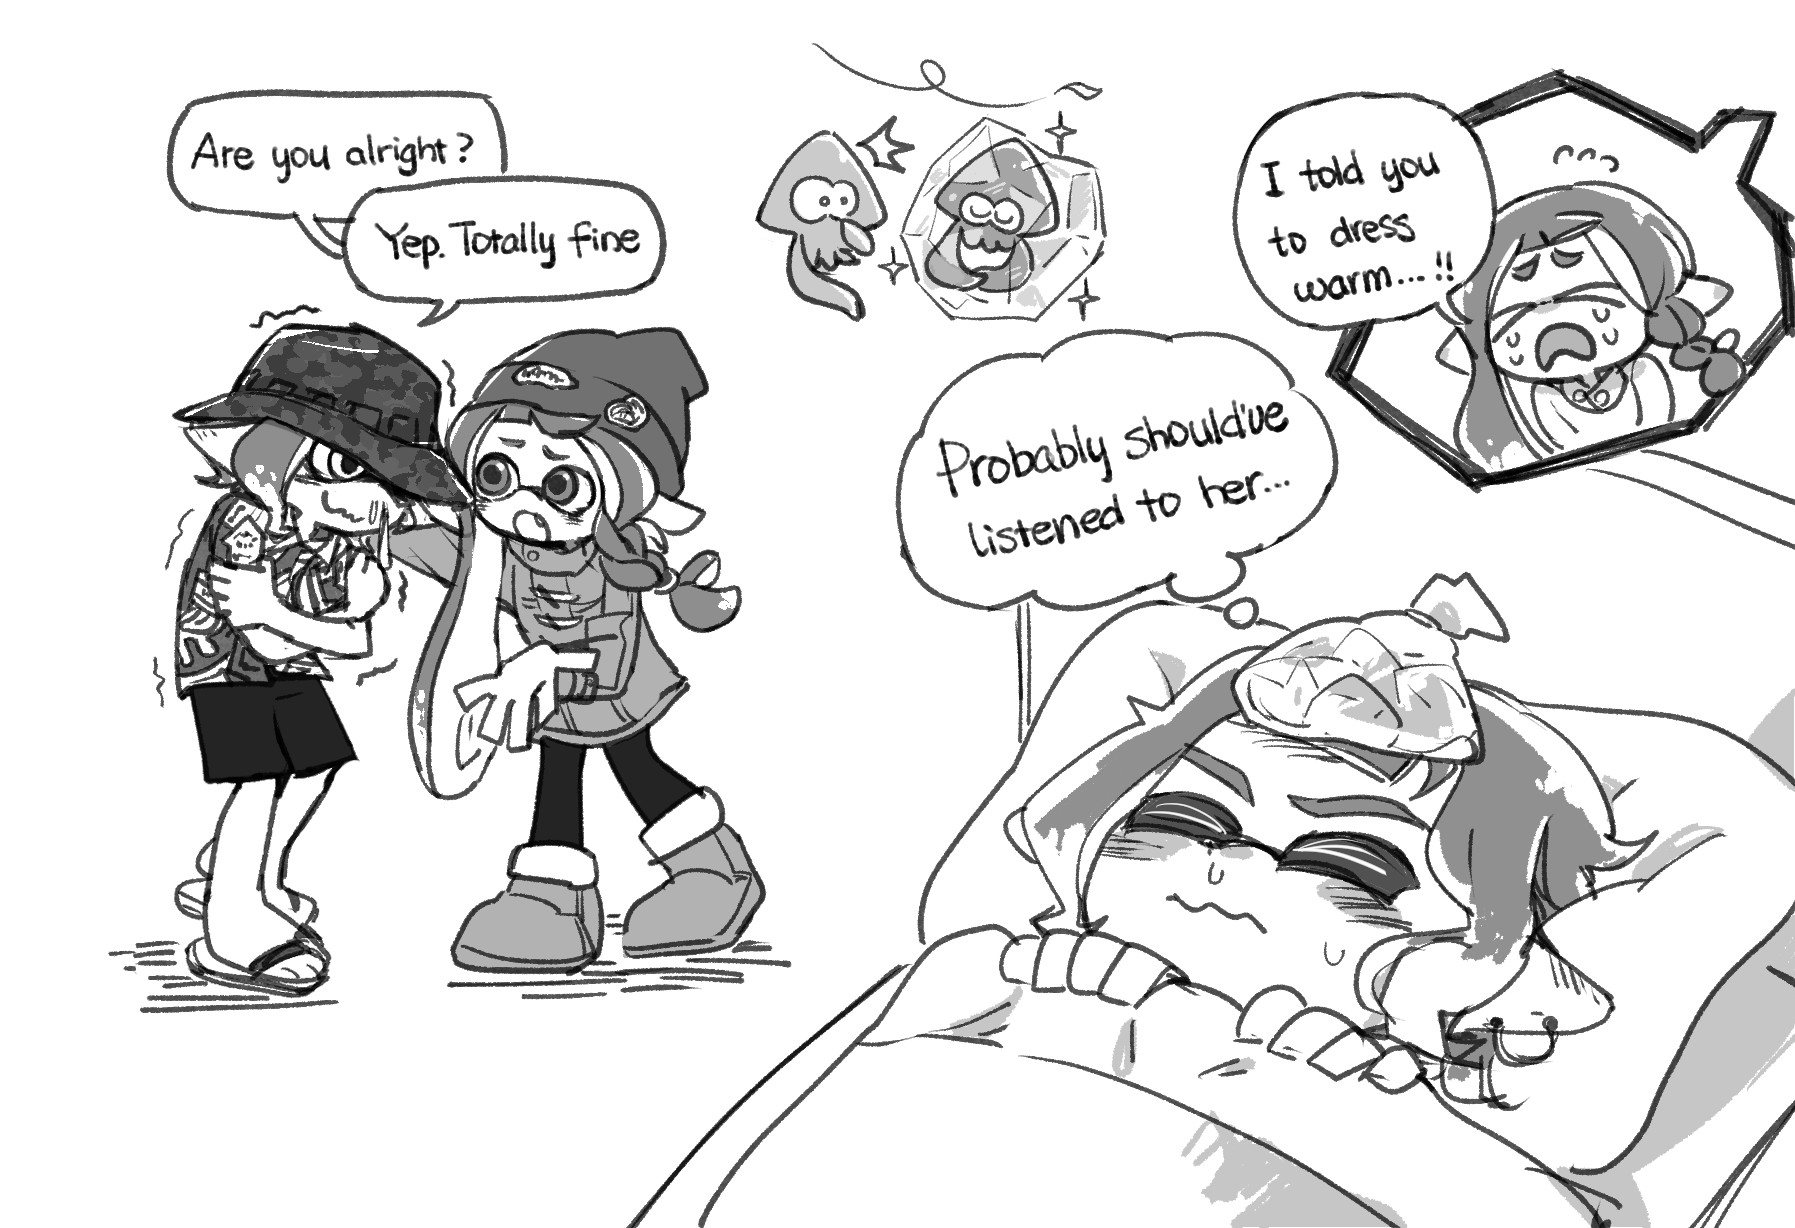 Are you alright?
Yep. Totally fine
I told you
to dress
warm...!!
Probably should've
listened to her...